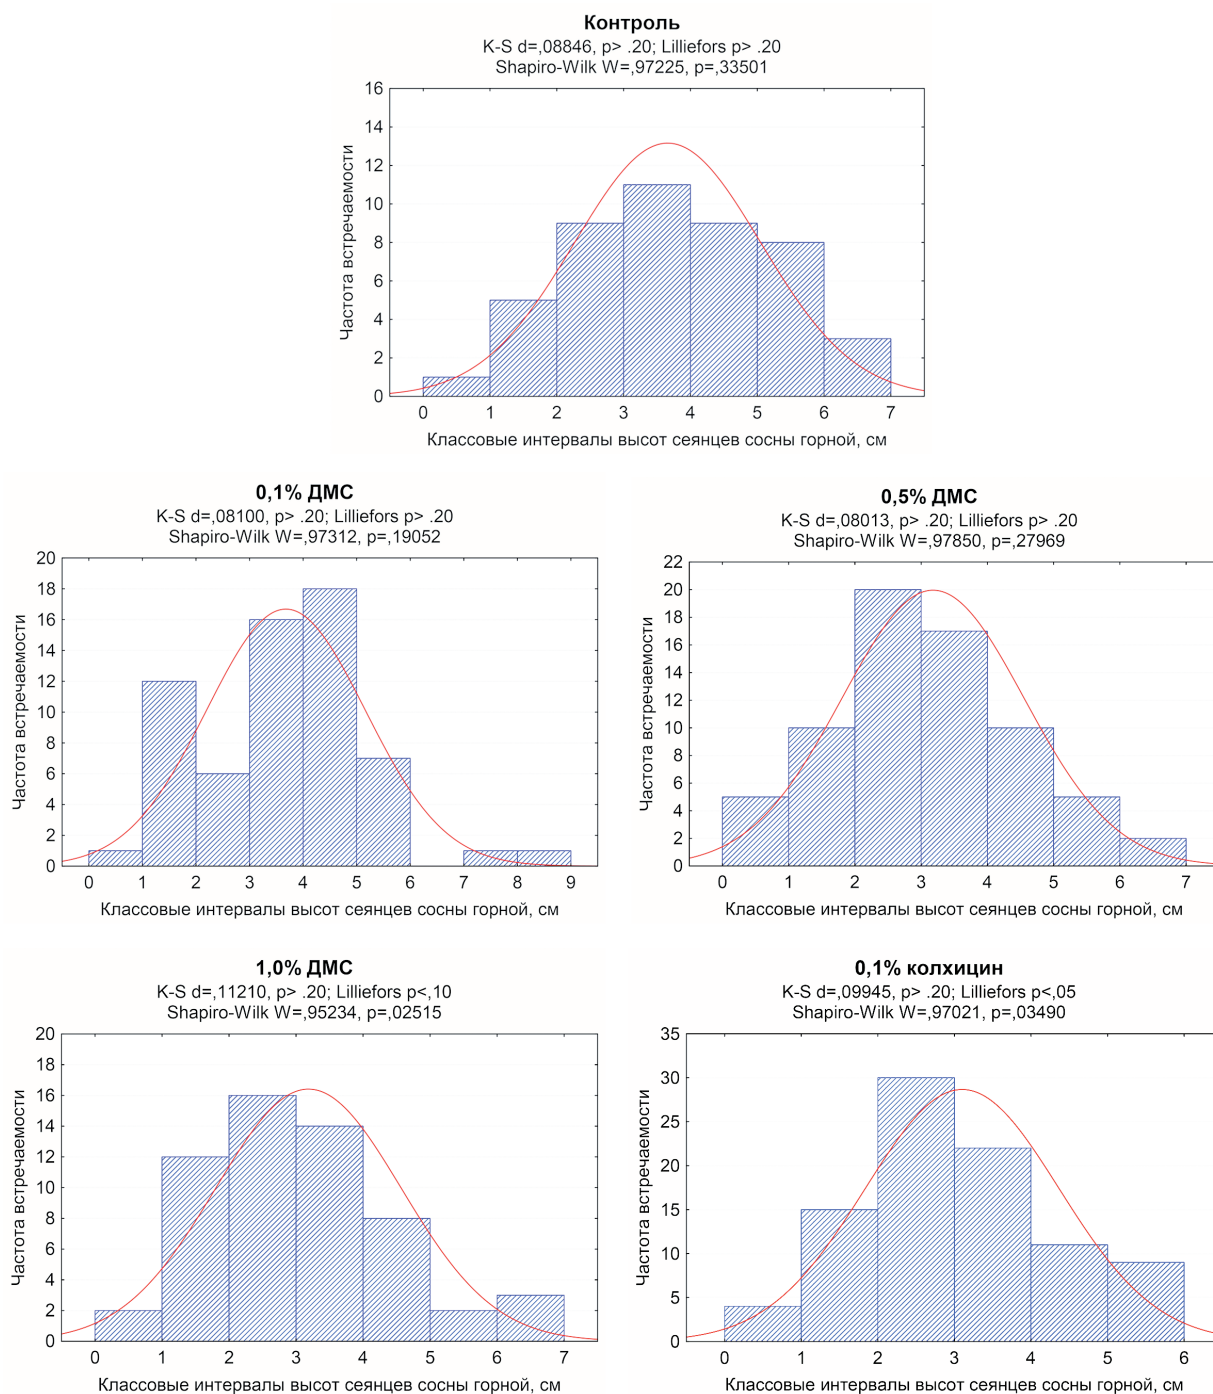 Контроль
K-S d=,08846, p> .20; Lilliefors p> .20
Shapiro-Wilk W=,97225, p=,33501
16
14
12
10
8
6
4
2
0
Частота встречаемости
0 1 2 3 4 5 6 7
Классовые интервалы высот сеянцев сосны горной, см
0,1% ДМС
K-S d=,08100, p> .20; Lilliefors p> .20
Shapiro-Wilk W=,97312, p=,19052
20
18
16
14
12
10
8
6
4
2
0
Частота встречаемости
0 1 2 3 4 5 6 7 8 9
Классовые интервалы высот сеянцев сосны горной, см
0,5% ДМС
K-S d=,08013, p> .20; Lilliefors p> .20
Shapiro-Wilk W=,97850, p=,27969
22
20
18
16
14
12
10
8
6
4
2
0
Частота встречаемости
0 1 2 3 4 5 6 7
Классовые интервалы высот сеянцев сосны горной, см
1,0% ДМС
K-S d=,11210, p> .20; Lilliefors p<,10
Shapiro-Wilk W=,95234, p=,02515
20
18
16
14
12
10
8
6
4
2
0
Частота встречаемости
0 1 2 3 4 5 6 7
Классовые интервалы высот сеянцев сосны горной, см
0,1% колхицин
K-S d=,09945, p> .20; Lilliefors p<,05
Shapiro-Wilk W=,97021, p=,03490
35
30
25
20
15
10
5
0
Частота встречаемости
0 1 2 3 4 5 6
Классовые интервалы высот сеянцев сосны горной, см